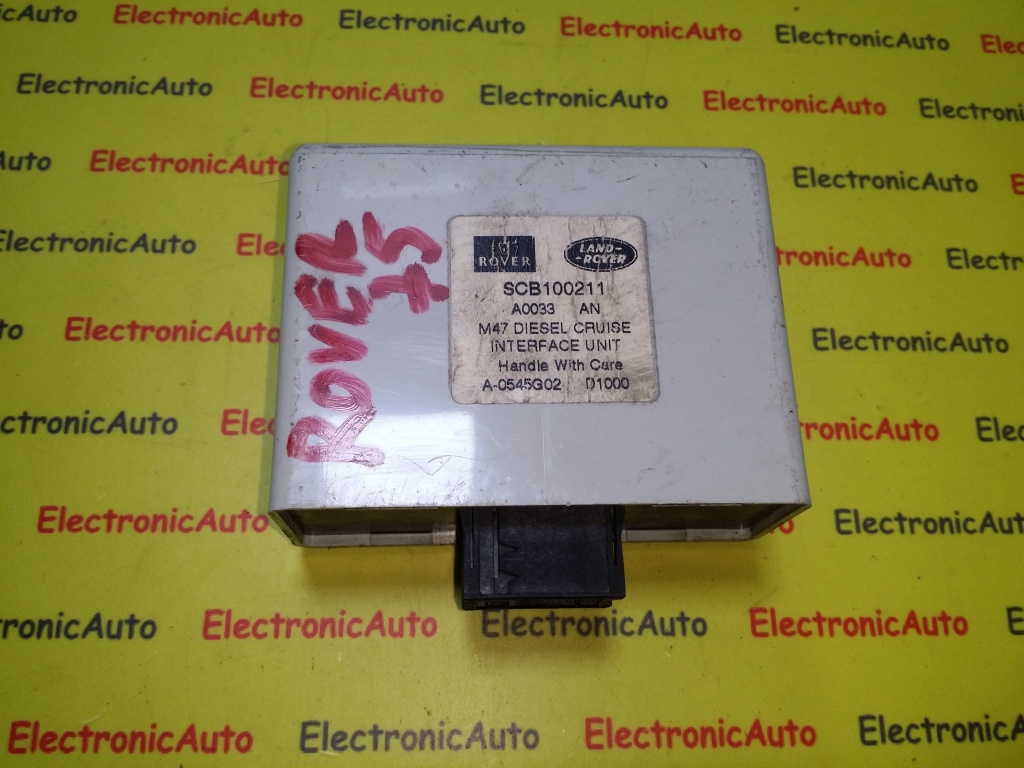 ElectronicAuto ElectronicAuto ElectronicAuto ElectronicAuto
ElectronicAuto ElectronicAuto ElectronicAuto ElectronicAuto ElectronicAuto
ElectronicAuto ElectronicAuto
ROVER
75
ROVER
LAND-
-ROVER
SCB100211
A0033 AN
M47 DIESEL CRUISE
INTERFACE UNIT
Handle With Care
A-0545G02 D1000
ElectronicAuto
ElectronicAuto ElectronicAuto
ElectronicAuto ElectronicAuto
ElectronicAuto ElectronicAuto ElectronicAuto
ElectronicAuto ElectronicAuto ElectronicAuto ElectronicAuto